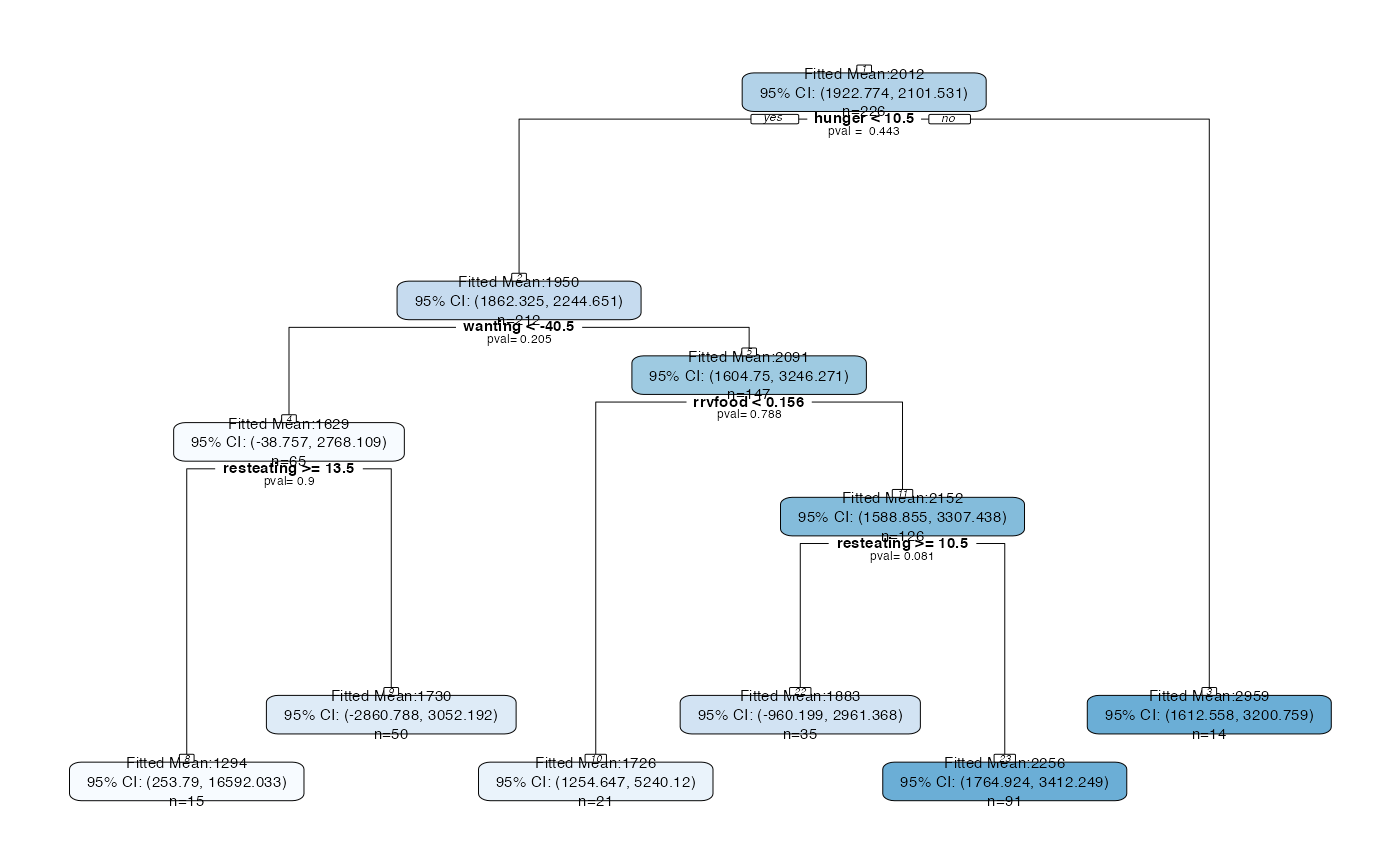 1
Fitted Mean:2012
95% CI: (1922.774, 2101.531)
n=226
yes hunger < 10.5 no
pval = 0.443
2
Fitted Mean:1950
95% CI: (1862.325, 2244.651)
n=212
wanting < -40.5
pval= 0.205
5
Fitted Mean:2091
95% CI: (1604.75, 3246.271)
n=147
rrvfood < 0.156
pval= 0.788
4
Fitted Mean:1629
95% CI: (-38.757, 2768.109)
n=65
resteating >= 13.5
pval= 0.9
11
Fitted Mean:2152
95% CI: (1588.855, 3307.438)
n=126
resteating >= 10.5
pval= 0.081
9
Fitted Mean:1730
95% CI: (-2860.788, 3052.192)
n=50
22
Fitted Mean:1883
95% CI: (-960.199, 2961.368)
n=35
3
Fitted Mean:2959
95% CI: (1612.558, 3200.759)
n=14
8
Fitted Mean:1294
95% CI: (253.79, 16592.033)
n=15
10
Fitted Mean:1726
95% CI: (1254.647, 5240.12)
n=21
23
Fitted Mean:2256
95% CI: (1764.924, 3412.249)
n=91